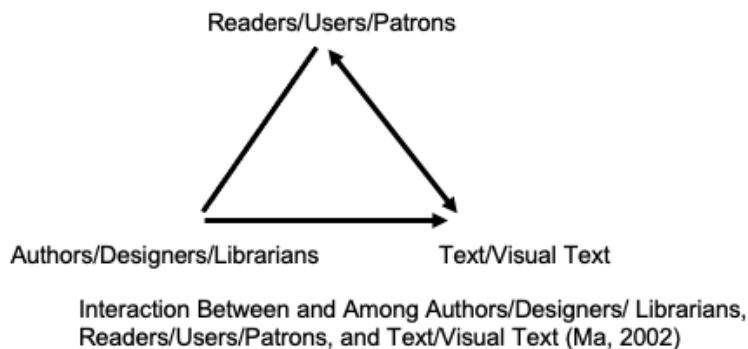 Readers/Users/Patrons
Authors/Designers/Librarians
Text/Visual Text
Interaction Between and Among Authors/Designers/ Librarians,
Readers/Users/Patrons, and Text/Visual Text (Ma, 2002)